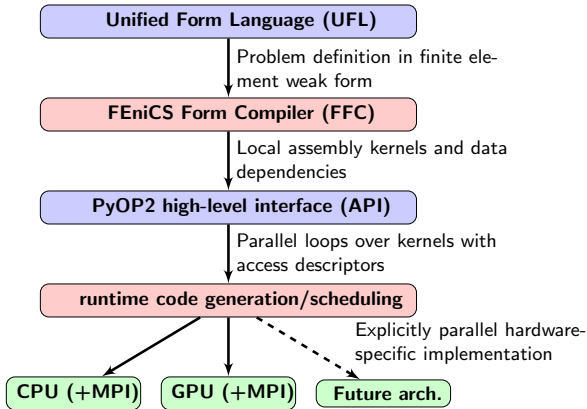 Unified Form Language (UFL)
Problem definition in finite ele-
ment weak form
FEniCS Form Compiler (FFC)
Local assembly kernels and data
dependencies
PyOP2 high-level interface (API)
Parallel loops over kernels with
access descriptors
runtime code generation/scheduling
Explicitly parallel hardware-
specific implementation
CPU (+MPI)
GPU (+MPI)
Future arch.